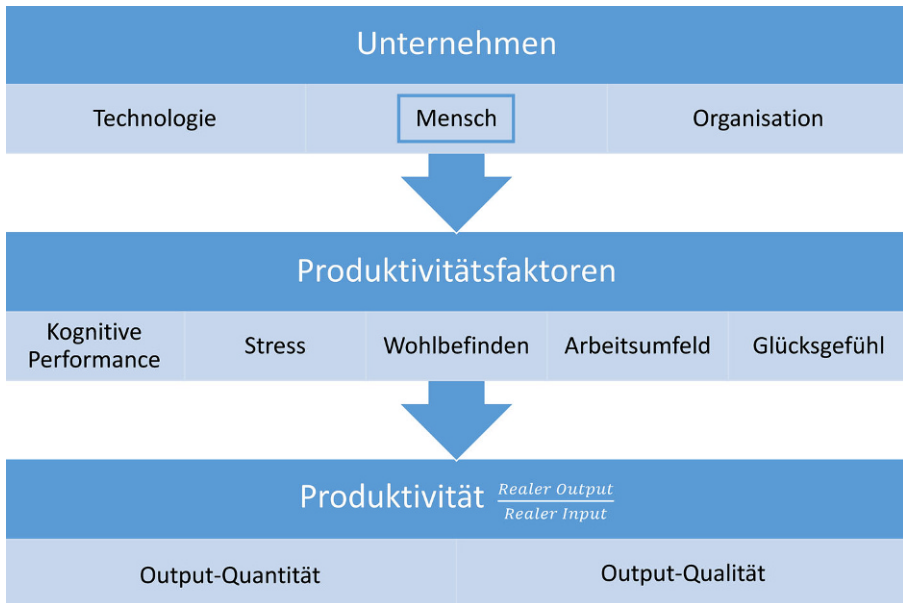 Unternehmen
Technologie
Mensch
Organisation
Produktivitätsfaktoren
Kognitive
Performance
Stress
Wohlbefinden
Arbeitsumfeld
Glücksgefühl
Produktivität Realer Output
Realer Input
Output-Quantität
Output-Qualität